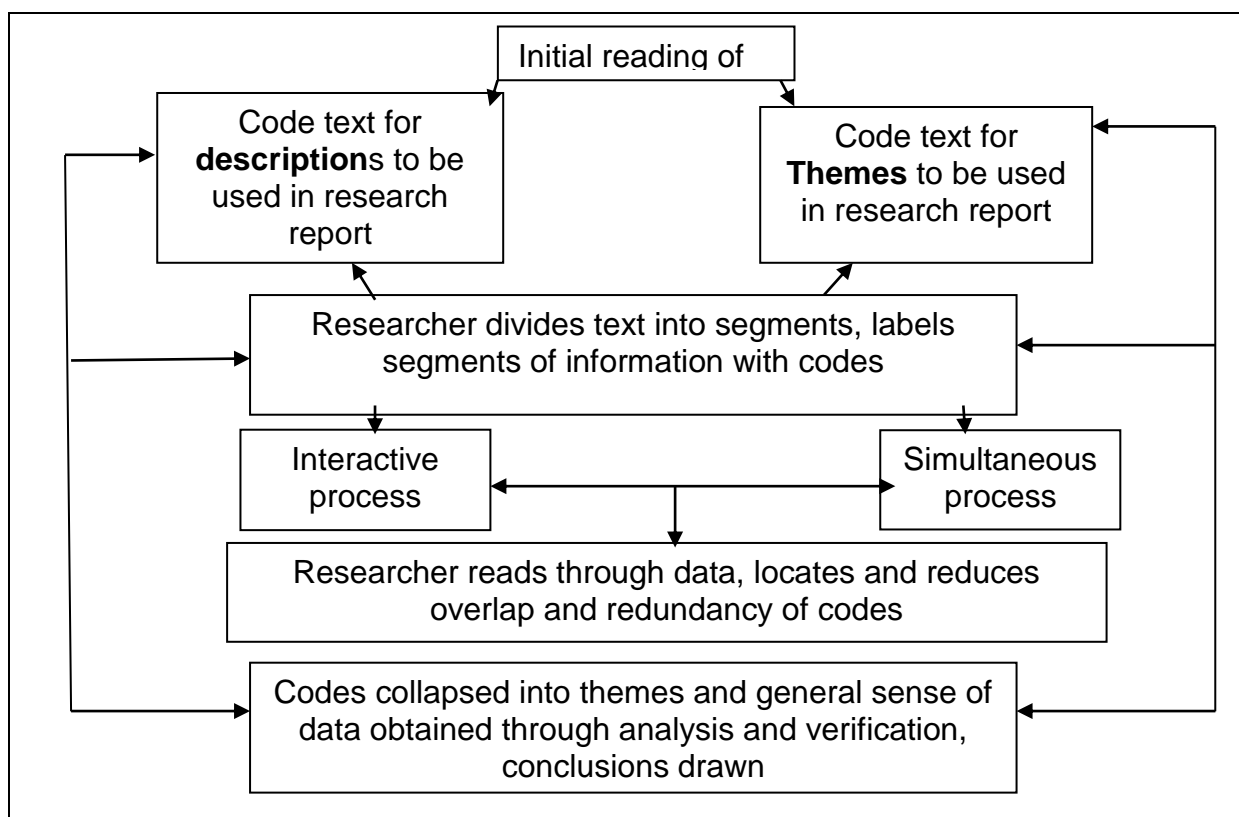 Initial reading of
Code text for
descriptions to be
used in research
report
Code text for
Themes to be used
in research report
Researcher divides text into segments, labels
segments of information with codes
Interactive
process
Simultaneous
process
Researcher reads through data, locates and reduces
overlap and redundancy of codes
Codes collapsed into themes and general sense of
data obtained through analysis and verification,
conclusions drawn